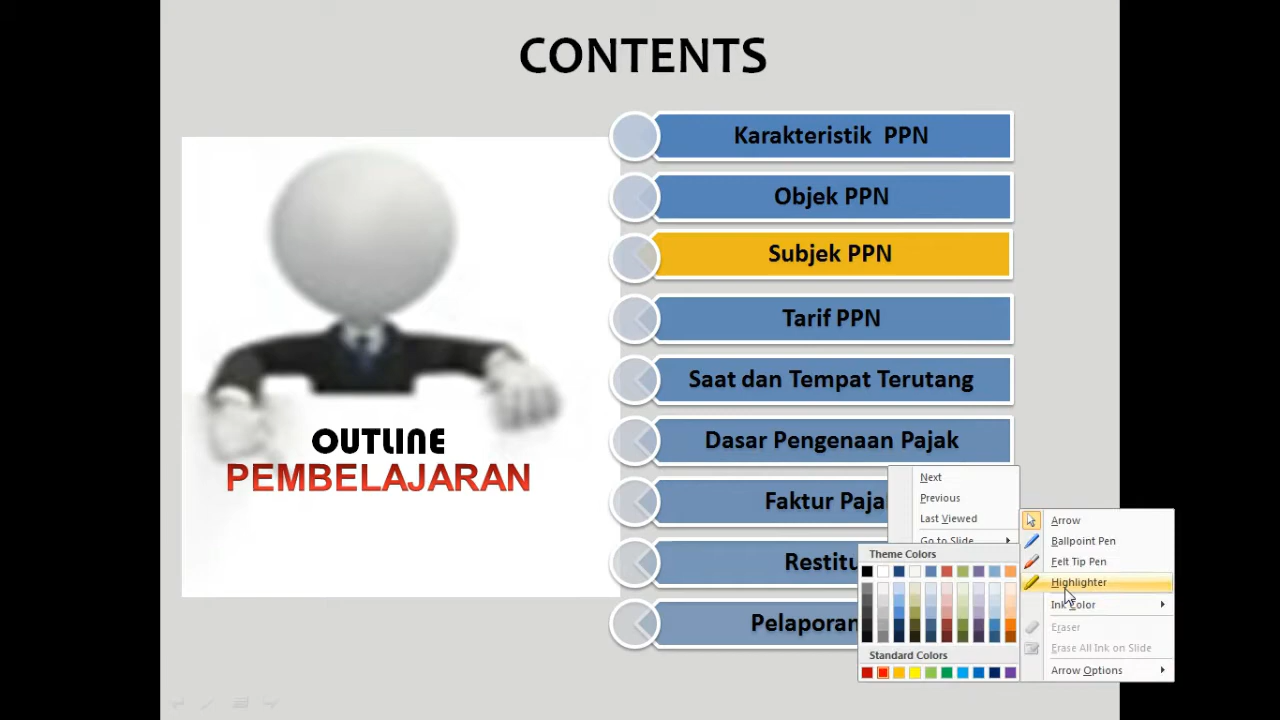 CONTENTS
Karakteristik PPN
Objek PPN
Subjek PPN
Tarif PPN
Saat dan Tempat Terutang
Dasar Pengenaan Pajak
Faktur Paja
Restitu
Pelaporan
OUTLINE
PEMBELAJARAN
Next
Previous
Last Viewed
Go to Slide
Theme Colors
Standard Colors
Arrow
Ballpoint Pen
Felt Tip Pen
Highlighter
Ink Color
Eraser
Erase All Ink on Slide
Arrow Options